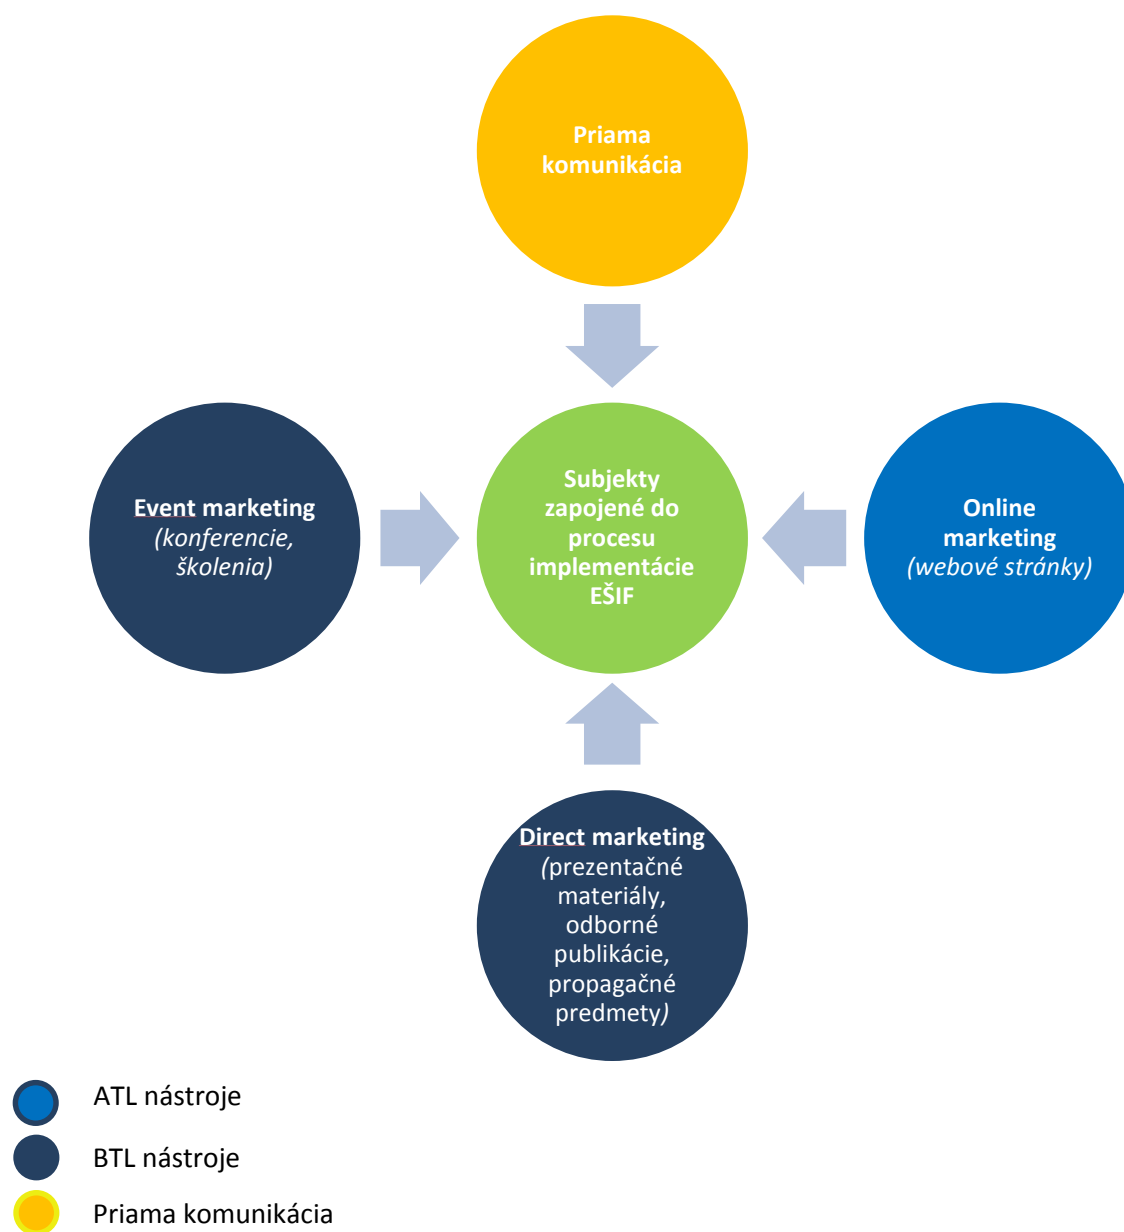 Priama
komunikácia
Event marketing
(konferencie,
školenia)
Subjekty
zapojené do
procesu
implementácie
EŠIF
Online
marketing
(webové stránky)
Direct marketing
(prezentačné
materiály,
odborné
publikácie,
propagačné
predmety)
ATL nástroje
BTL nástroje
Priama komunikácia